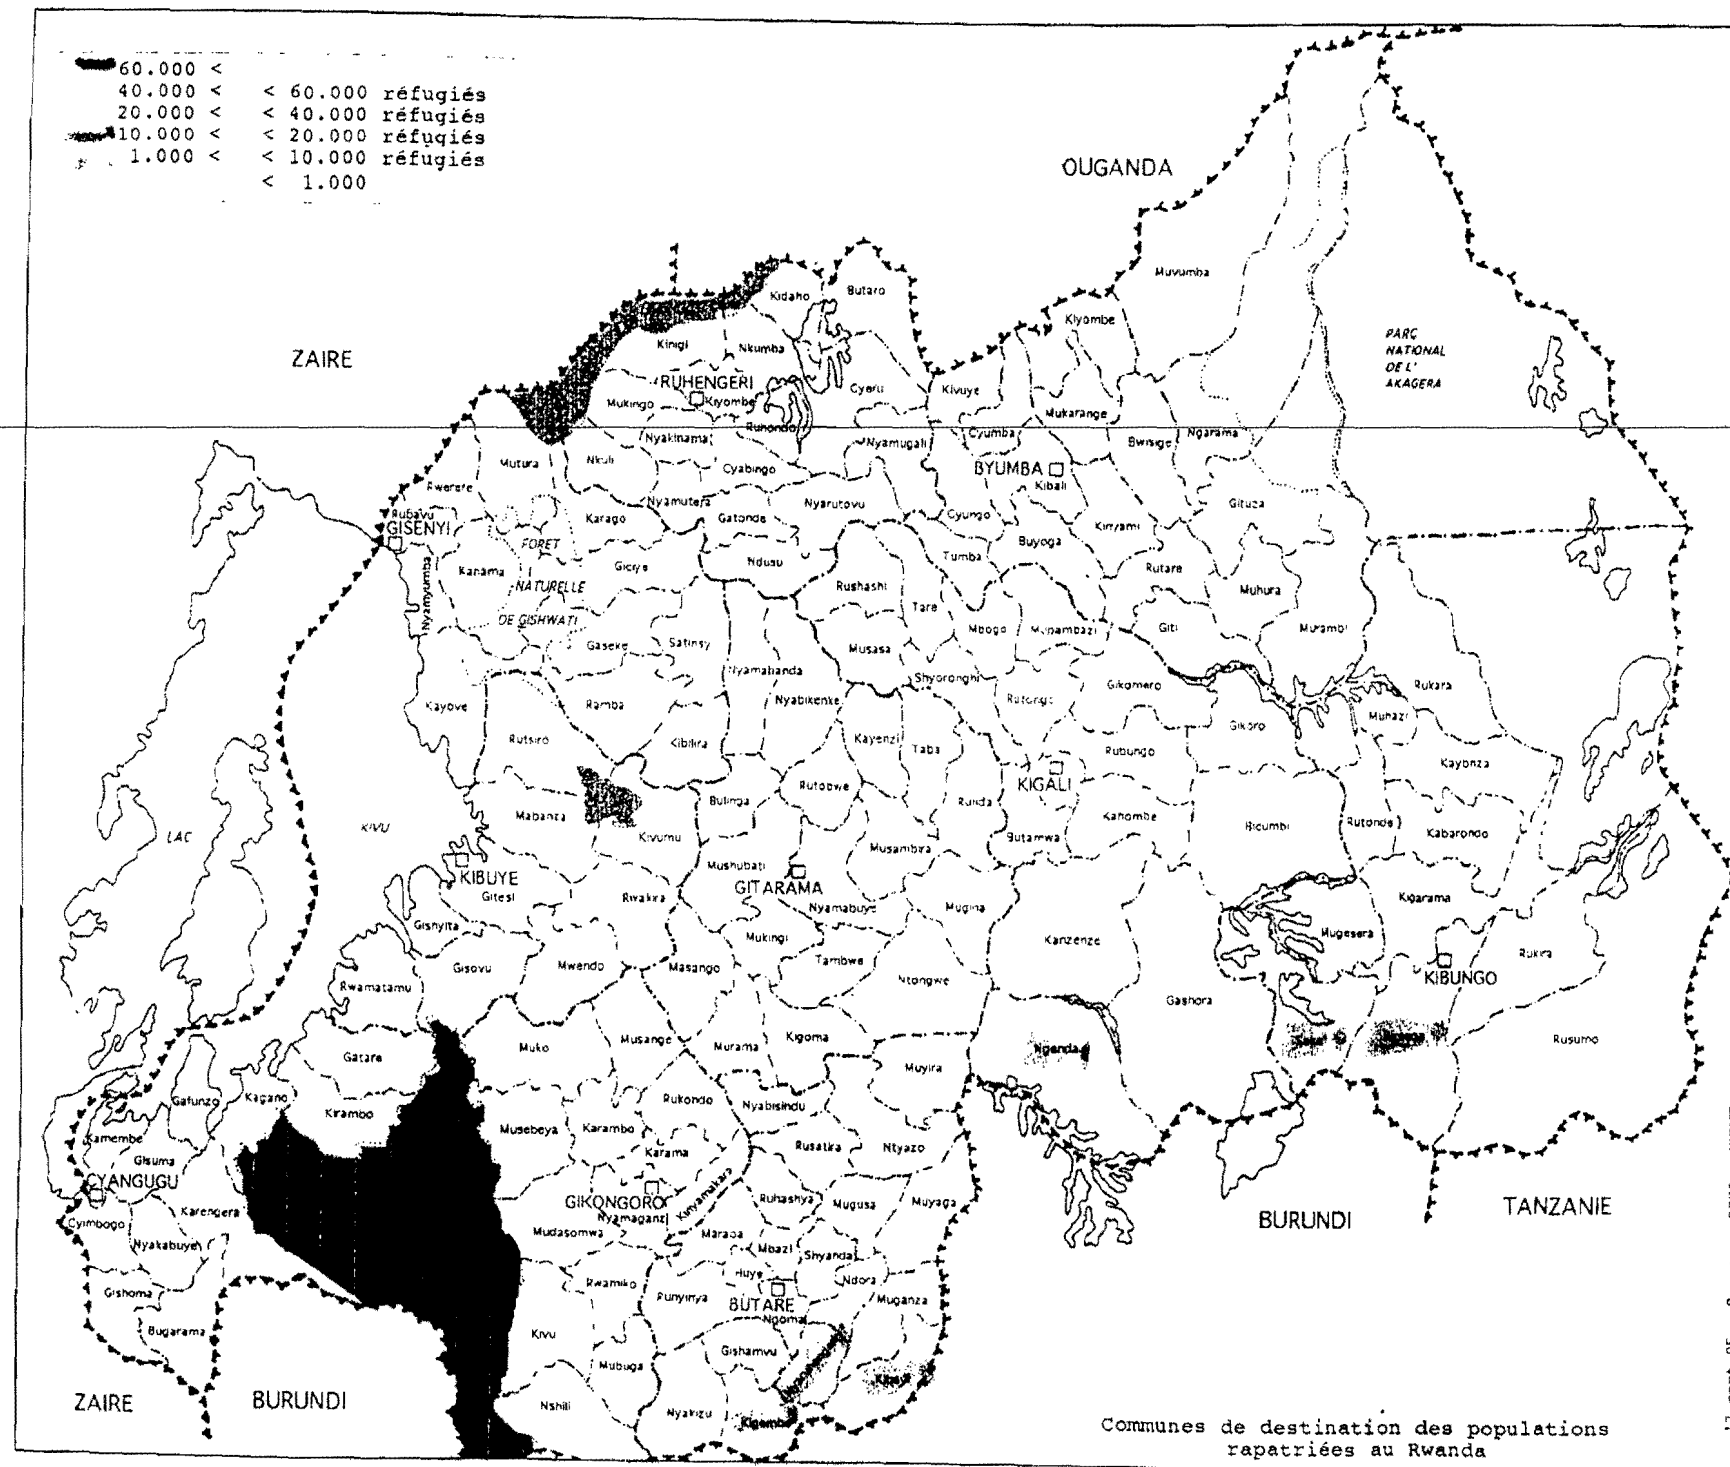 60.000 <
40.000 < < 60.000 réfugiés
20.000 < < 40.000 réfugiés
10.000 < < 20.000 réfugiés
1.000 < < 10.000 réfugiés
< 1.000
OUGANDA
Muvumba
Kidaho
Butaro
Kiyombe
ZAIRE
Kinigi
Nkumba
PARC
NATIONAL
DE L'
AKAGERA
RUHENGERI
Cyeru
Kivuye
Mukingo
Kiyombe
Mukarange
Nyakinama
Ruhondo
Nyamugali
Cyumba
Bwisige
Ngarama
Mutura
Nkuli
Cyabingo
BYUMBA
Kibali
Rwerere
Nyamutera
Nyarutovu
Gituza
Rubavu
GISENYI
Karago
Gatonde
Cyungo
Kinyami
FORET
NATURELLE
DE GISHWATI
Buyoga
Kanama
Giciye
Ndusu
Tumba
Rutare
Nyamyumba
Rushashi
Muhura
Tare
Mbogo
Mugambazi
Giti
Murambi
Gaseke
Satinsy
Musasa
Nyamabanda
Shyoronghi
Kayove
Ramba
Nyabikenke
Rutongo
Gikomero
Rukara
Muhazi
Gikoro
Rutsiro
Kibilira
Kayenzi
Taba
Rubungo
Kayonza
KIGALI
Mabanza
Bulinga
Rutobwe
Runda
Kivumu
Butamwa
Kahombe
Bicumbi
Rutonde
Kabarondo
LAC
KIVU
Mushubati
Musambira
KIBUYE
Gitesi
GITARAMA
Rwakira
Nyamabuye
Mugina
Kigarama
Gishyita
Mukingi
Kanzenze
Mugesera
Gisovu
Mwendo
Masango
Tambwe
Ntongwe
KIBUNGO
Rukira
Rwamatamu
Gashora
Gatare
Muko
Musange
Murama
Kigoma
Ngenda
Rusumo
Muyira
Gafunzo
Kagano
Kirambo
Rukondo
Nyabisindu
Kamembe
Musebeya
Karambo
Rusatira
Ntyazo
Gisuma
Karama
CYANGUGU
GIKONGORO
Nyamagani
Kinyamakara
Ruhashya
Mugusa
Muyaga
Cyimbogo
Karengera
Mudasomwa
Maraba
Mbazi
Shyanda
Nyakabuye
Huye
Ndora
Gishoma
Rwamiko
Runyinya
BUTARE
Ngoma
Muganza
Bugarama
Kivu
Mubuga
Gishamvu
Nshili
Nyakizu
Kigembe
ZAIRE
BURUNDI
BURUNDI
TANZANIE
Communes de destination des populations
rapatriées au Rwanda